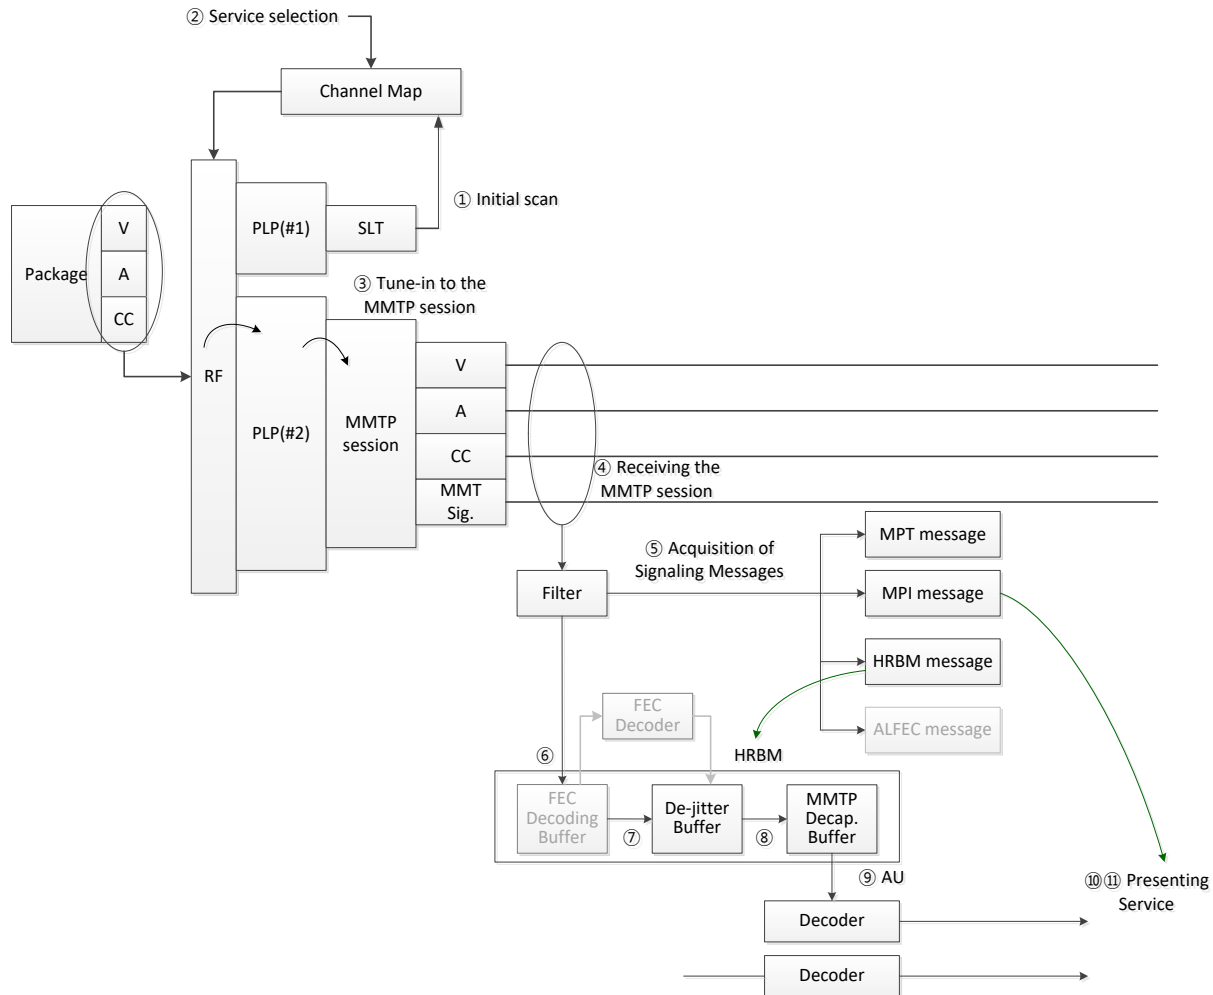 ② Service selection
Channel Map
① Initial scan
PLP(#1)
SLT
V
Package
A
CC
③ Tune-in to the
MMTP session
RF
PLP(#2)
MMTP
session
V
A
CC
MMT
Sig.
④ Receiving the
MMTP session
⑤ Acquisition of
Signaling Messages
Filter
MPT message
MPI message
HRBM message
ALFEC message
FEC
Decoder
HRBM
⑥
FEC
Decoding
Buffer
⑦
De-jitter
Buffer
⑧
MMTP
Decap.
Buffer
⑨ AU
⑩⑪ Presenting
Service
Decoder
Decoder